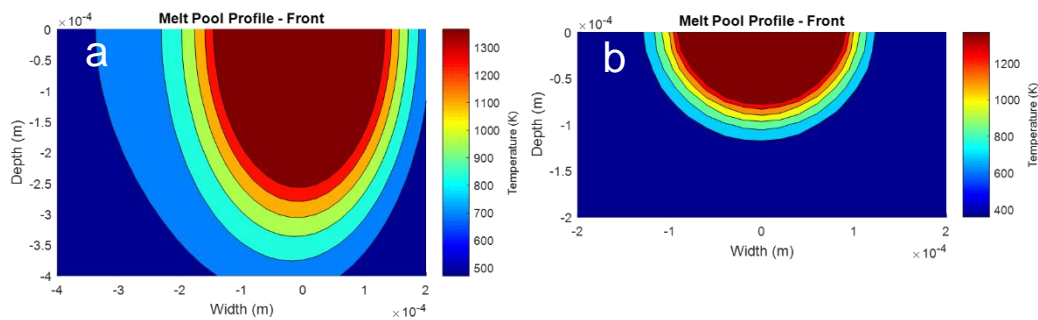 Melt Pool Profile - Front
×10⁻⁴
a
0
-0.5
-1
-1.5
-2
-2.5
-3
-3.5
-4
Depth (m)
-4 -3 -2 -1 0 1 2
Width (m)
×10⁻⁴
1300
1200
1100
1000
900
800
700
600
500
Temperature (K)
Melt Pool Profile - Front
×10⁻⁴
b
0
-0.5
-1
-1.5
-2
Depth (m)
-2 -1 0 1 2
Width (m)
×10⁻⁴
1200
1000
800
600
400
Temperature (K)